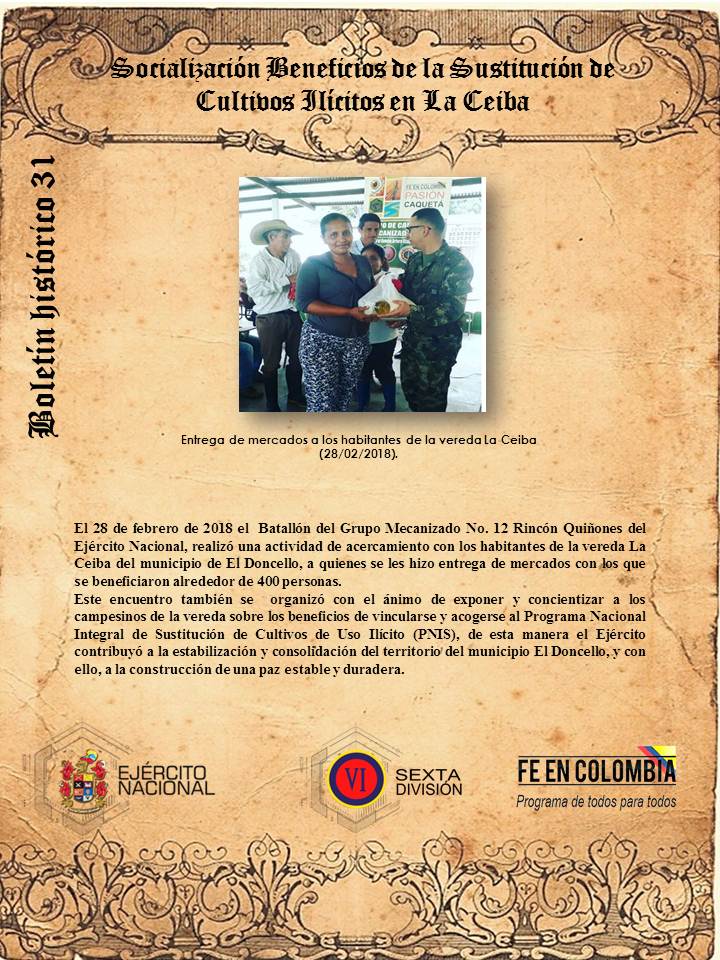 Socialización Beneficios de la Sustitución de
Cultivos Ilícitos en La Ceiba
Boletín histórico 31
FE EN COLOMBIA
PASIÓN
CAQUETÁ
Entrega de mercados a los habitantes de la vereda La Ceiba
(28/02/2018).
El 28 de febrero de 2018 el Batallón del Grupo Mecanizado No. 12 Rincón Quiñones del
Ejército Nacional, realizó una actividad de acercamiento con los habitantes de la vereda La
Ceiba del municipio de El Doncello, a quienes se les hizo entrega de mercados con los que
se beneficiaron alrededor de 400 personas.
Este encuentro también se organizó con el ánimo de exponer y concientizar a los
campesinos de la vereda sobre los beneficios de vincularse y acogerse al Programa Nacional
Integral de Sustitución de Cultivos de Uso Ilícito (PNIS), de esta manera el Ejército
contribuyó a la estabilización y consolidación del territorio del municipio El Doncello, y con
ello, a la construcción de una paz estable y duradera.
EJÉRCITO
NACIONAL
VI
SEXTA
DIVISIÓN
FE EN COLOMBIA
Programa de todos para todos